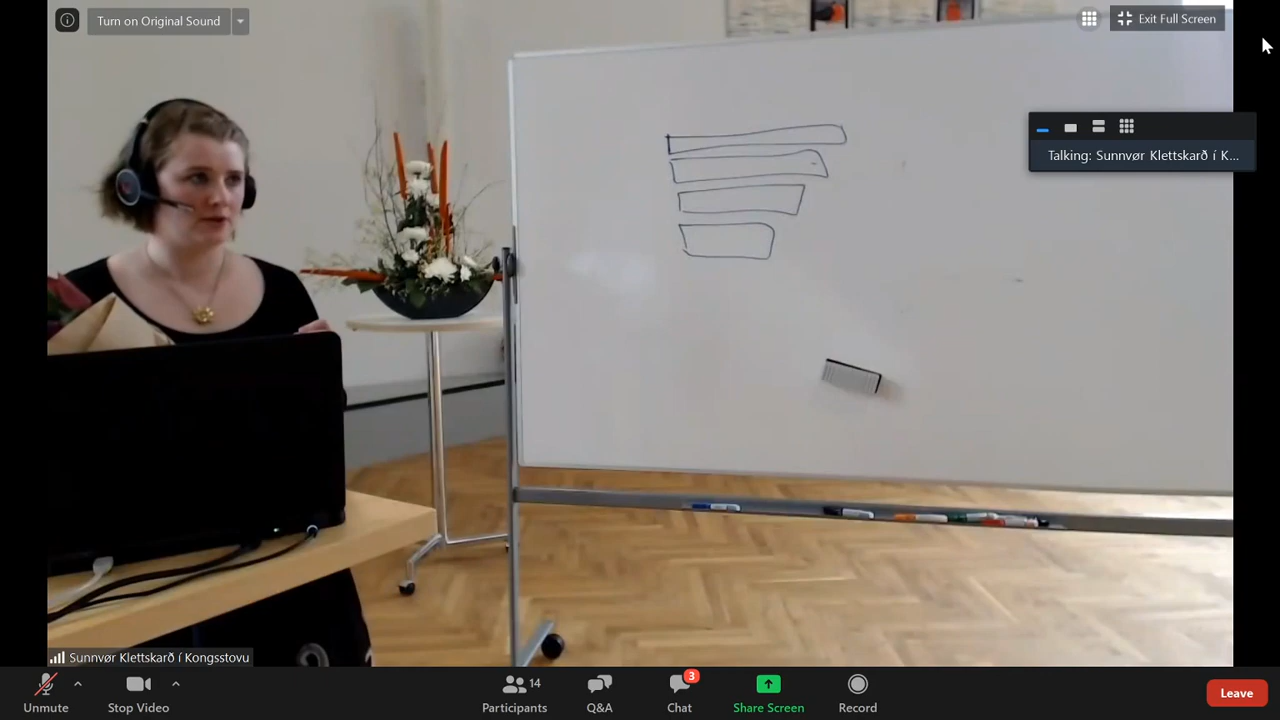 Turn on Original Sound
Exit Full Screen
Talking: Sunnvør Klettskarð í K...
Sunnvør Klettskarð í Kongsstovu
Unmute
Stop Video
14
Participants
Q&A
3
Chat
Share Screen
Record
Leave